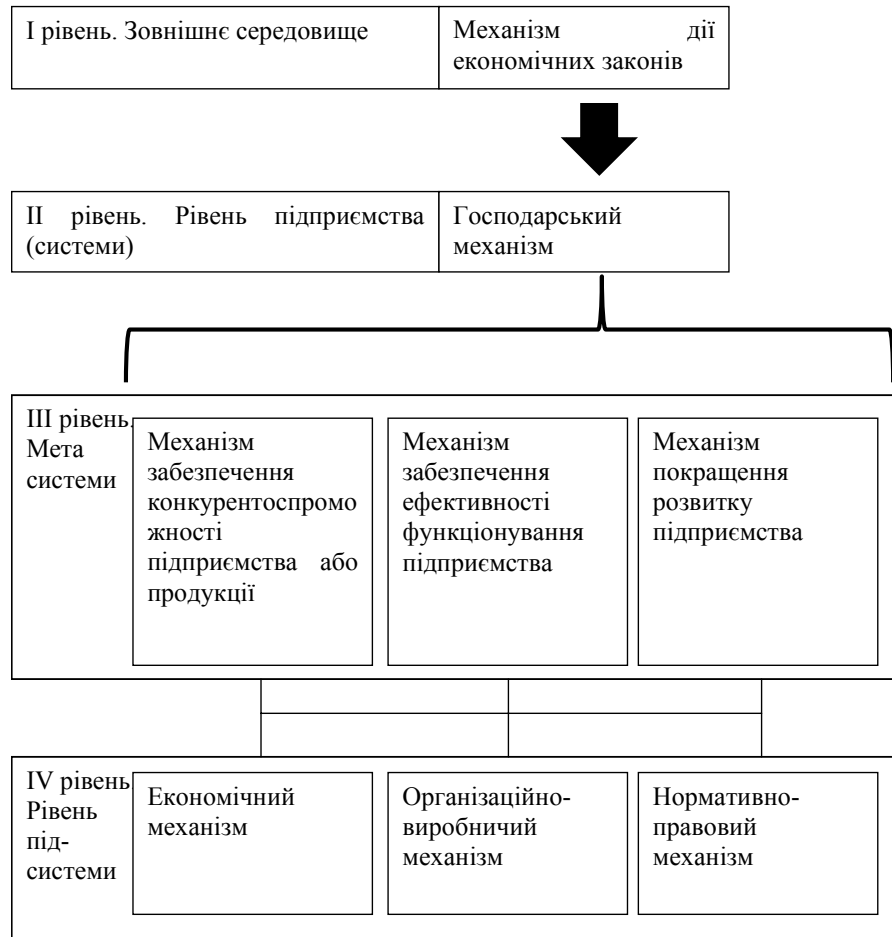 І рівень. Зовнішнє середовище
Механізм дії
економічних законів
ІІ рівень. Рівень підприємства
(системи)
Господарський
механізм
ІІІ рівень.
Мета
системи
Механізм
забезпечення
конкурентоспромо
жності
підприємства або
продукції
Механізм
забезпечення
ефективності
функціонування
підприємства
Механізм
покращення
розвитку
підприємства
IV рівень.
Рівень
під-
системи
Економічний
механізм
Організаційно-
виробничий
механізм
Нормативно-
правовий
механізм